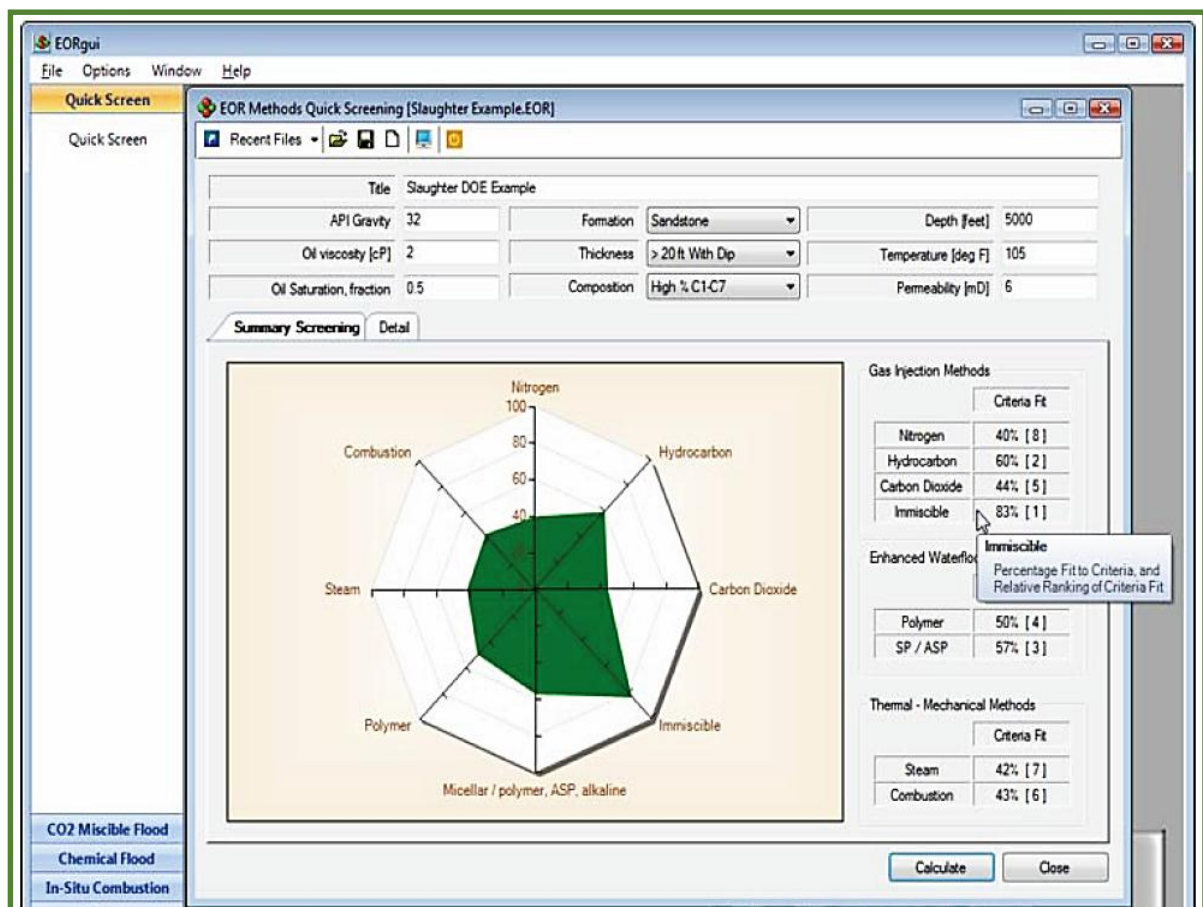 EORgui
File Options Window Help
Quick Screen
Quick Screen
EOR Methods Quick Screening [Slaughter Example.EOR]
Recent Files
Title Slaughter DOE Example
API Gravity 32 Formation Sandstone Depth [feet] 5000
Oil viscosity [cP] 2 Thickness > 20 ft With Dip Temperature [deg F] 105
Oil Saturation, fraction 0.5 Composition High % C1-C7 Permeability [mD] 6
Summary Screening Detail
Nitrogen
100
80
60
40
Combustion
Hydrocarbon
Steam
Carbon Dioxide
Polymer
Immiscible
Micellar / polymer, ASP, alkaline
Gas Injection Methods
Criteria Fit
Nitrogen 40% [ 8 ]
Hydrocarbon 60% [ 2 ]
Carbon Dioxide 44% [ 5 ]
Immiscible 83% [ 1 ]
Immiscible
Percentage Fit to Criteria, and
Relative Ranking of Criteria Fit
Enhanced Waterfloo
Polymer 50% [ 4 ]
SP / ASP 57% [ 3 ]
Thermal - Mechanical Methods
Criteria Fit
Steam 42% [ 7 ]
Combustion 43% [ 6 ]
Calculate Close
CO2 Miscible Flood
Chemical Flood
In-Situ Combustion